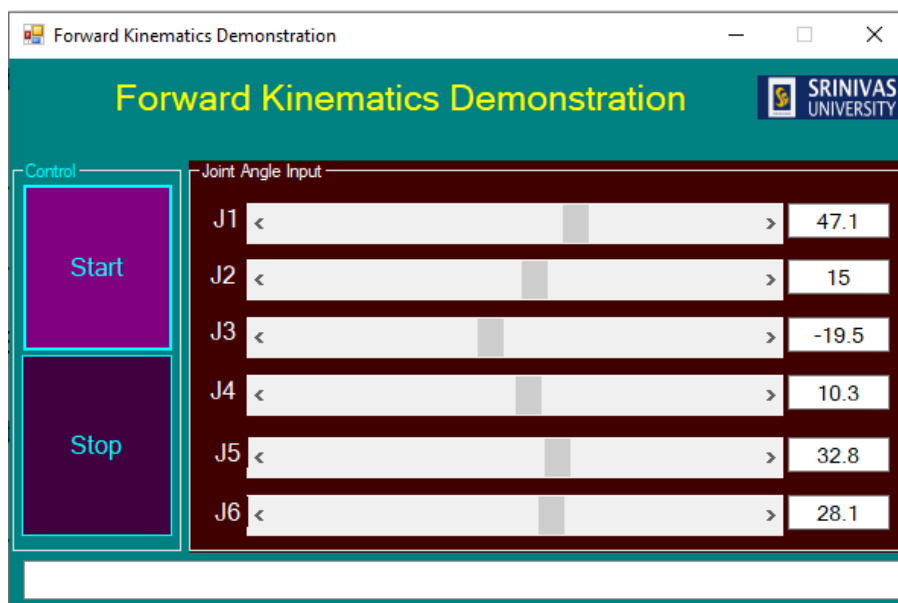 Forward Kinematics Demonstration
Forward Kinematics Demonstration
SRINIVAS
UNIVERSITY
Control
Joint Angle Input
Start
Stop
J1 47.1
J2 15
J3 -19.5
J4 10.3
J5 32.8
J6 28.1